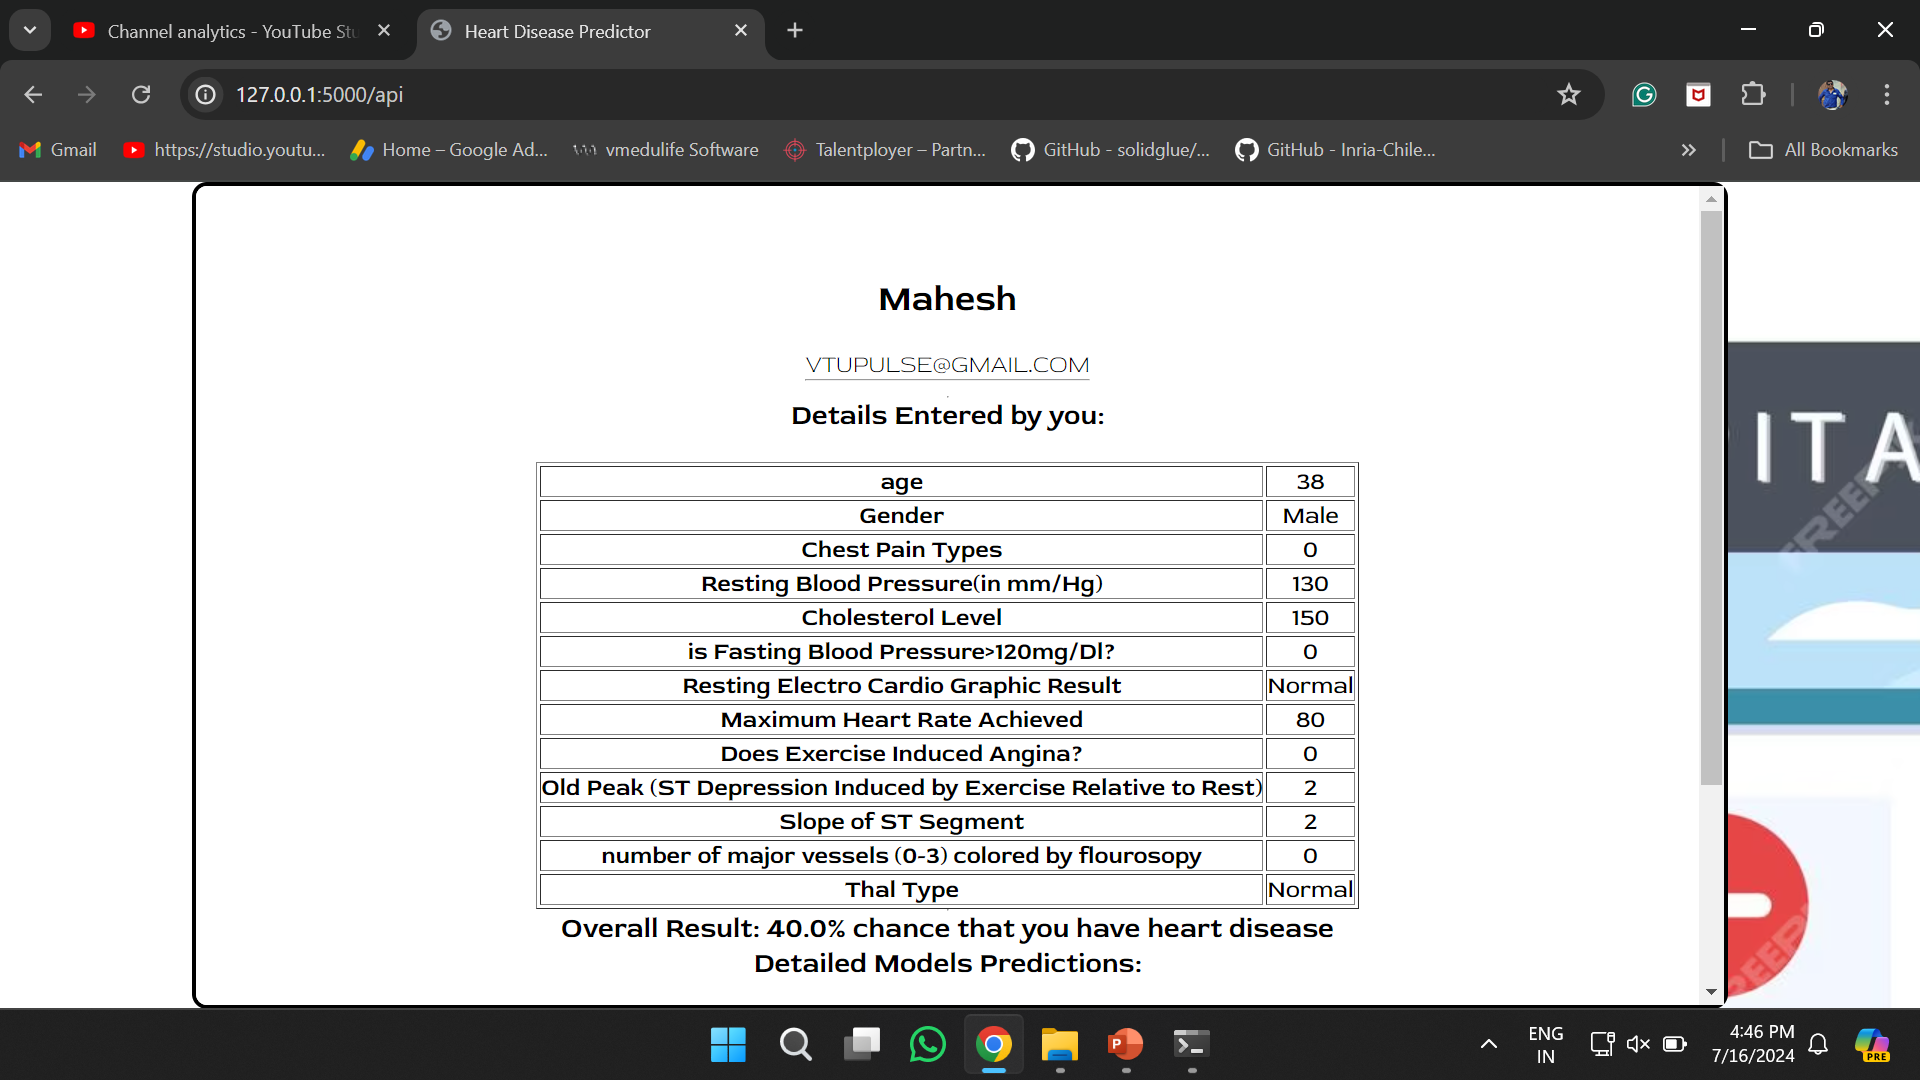 Channel analytics - YouTube Stu
Heart Disease Predictor
127.0.0.1:5000/api
Gmail
https://studio.youtu...
Home – Google Ad...
vmedulife Software
Talentployer – Partn...
GitHub - solidglue/...
GitHub - Inria-Chile...
All Bookmarks
Mahesh
VTUPULSE@GMAIL.COM
Details Entered by you:
age 38
Gender Male
Chest Pain Types 0
Resting Blood Pressure(in mm/Hg) 130
Cholesterol Level 150
is Fasting Blood Pressure>120mg/Dl? 0
Resting Electro Cardio Graphic Result Normal
Maximum Heart Rate Achieved 80
Does Exercise Induced Angina? 0
Old Peak (ST Depression Induced by Exercise Relative to Rest) 2
Slope of ST Segment 2
number of major vessels (0-3) colored by flourosopy 0
Thal Type Normal
Overall Result: 40.0% chance that you have heart disease
Detailed Models Predictions:
ITA
ENG
IN
4:46 PM
7/16/2024
PRE